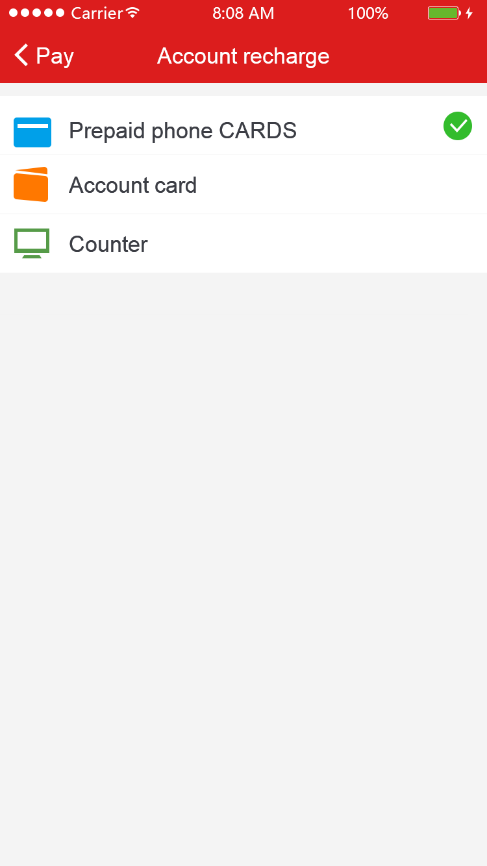 Carrier 8:08 AM 100%
Pay Account recharge
Prepaid phone CARDS
Account card
Counter